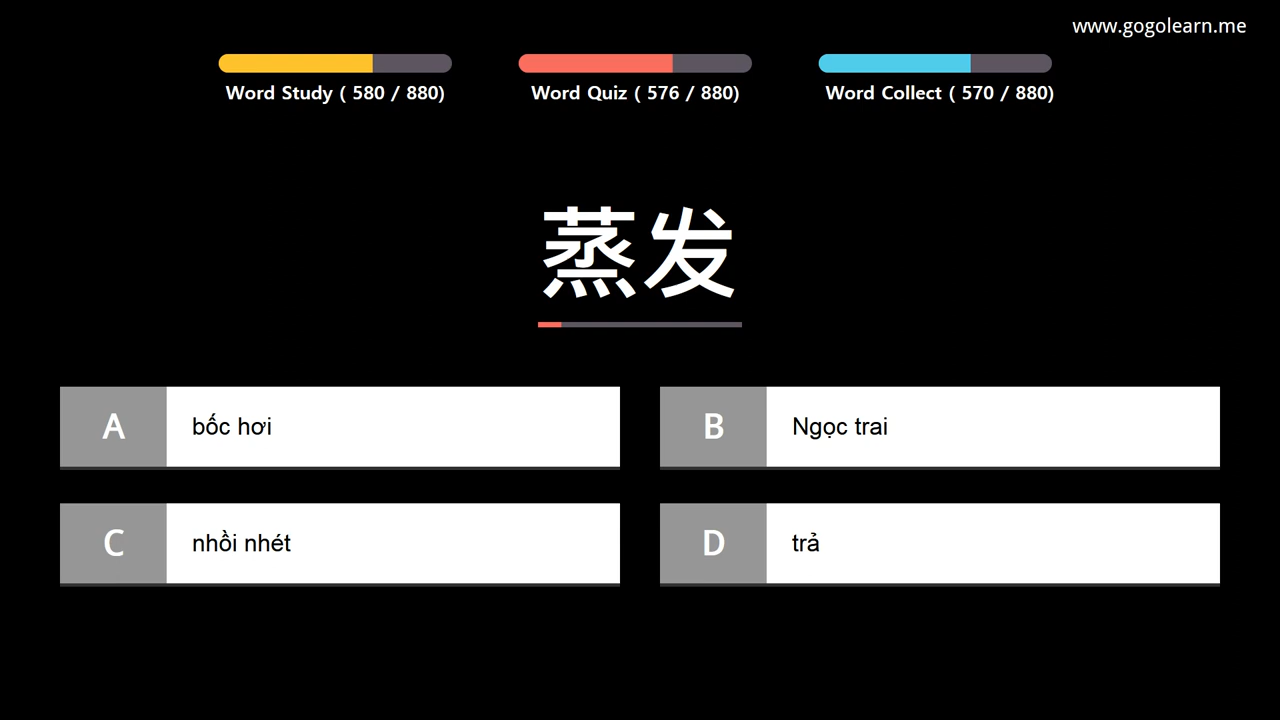 www.gogolearn.me
Word Study ( 580 / 880)
Word Quiz ( 576 / 880)
Word Collect ( 570 / 880)
蒸发
A bốc hơi
B Ngọc trai
C nhồi nhét
D trả